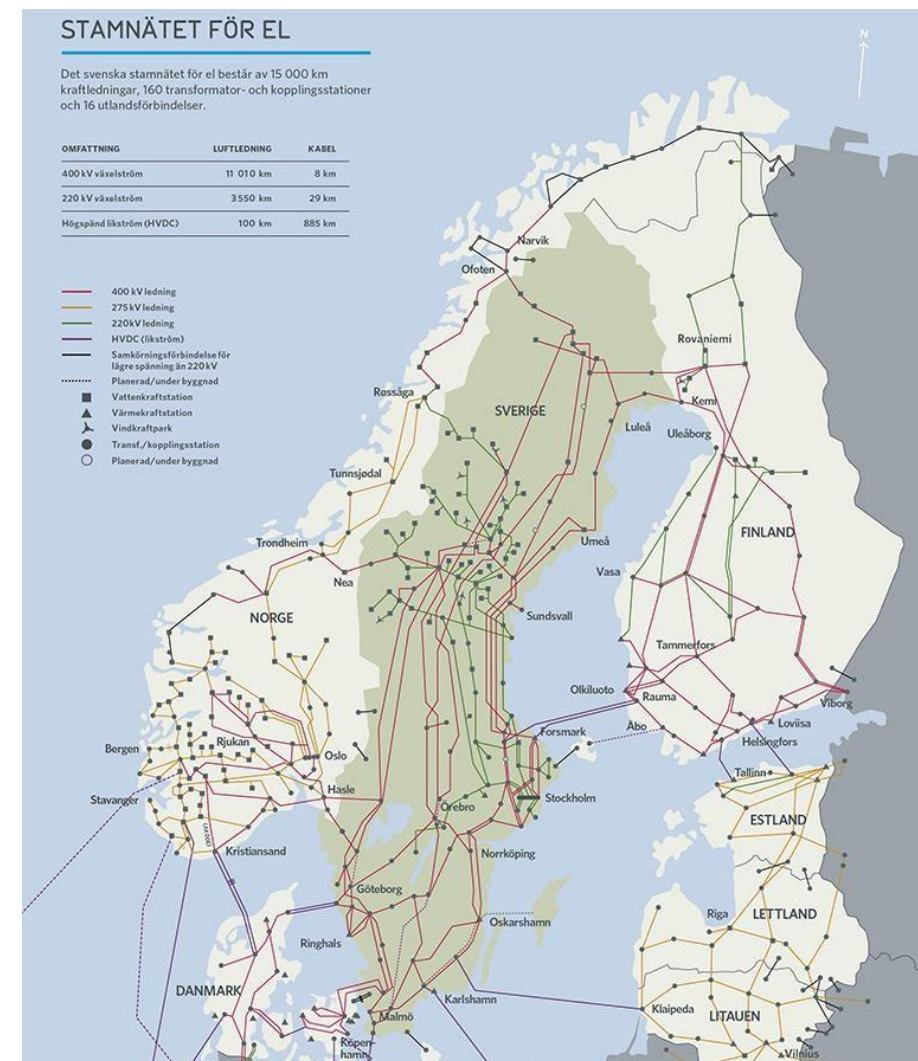 STAMNÄTET FÖR EL
Det svenska stamnätet för el består av 15 000 km
kraftledningar, 160 transformator- och kopplingsstationer
och 16 utlandsförbindelser.
OMFATTNING LUFTLEDNING KABEL
400 kV växelström 11 010 km 8 km
220 kV växelström 3 550 km 29 km
Högspänd likström (HVDC) 100 km 885 km
400 kV ledning
275 kV ledning
220 kV ledning
HVDC (likström)
Samkörningsförbindelse för
lägre spänning än 220 kV
Planerad/under byggnad
Vattenkraftstation
Värmekraftstation
Vindkraftpark
Transf./kopplingsstation
Planerad/under byggnad
N
Narvik
Ofoten
Rovaniemi
Røssåga
SVERIGE
Kemi
Luleå
Uleåborg
Tunnsjødal
FINLAND
Trondheim
Umeå
Nea
Vasa
NORGE
Sundsvall
Tammerfors
Olkiluoto
Rauma
Viborg
Forsmark
Åbo
Loviisa
Bergen
Rjukan
Oslo
Helsingfors
Tallinn
Stavanger
Hasle
Örebro
Stockholm
ESTLAND
Kristiansand
Norrköping
Göteborg
Riga
LETTLAND
Oskarshamn
Ringhals
DANMARK
Karlshamn
Klaipeda
LITAUEN
Malmö
Köpen-
hamn
Vilnius